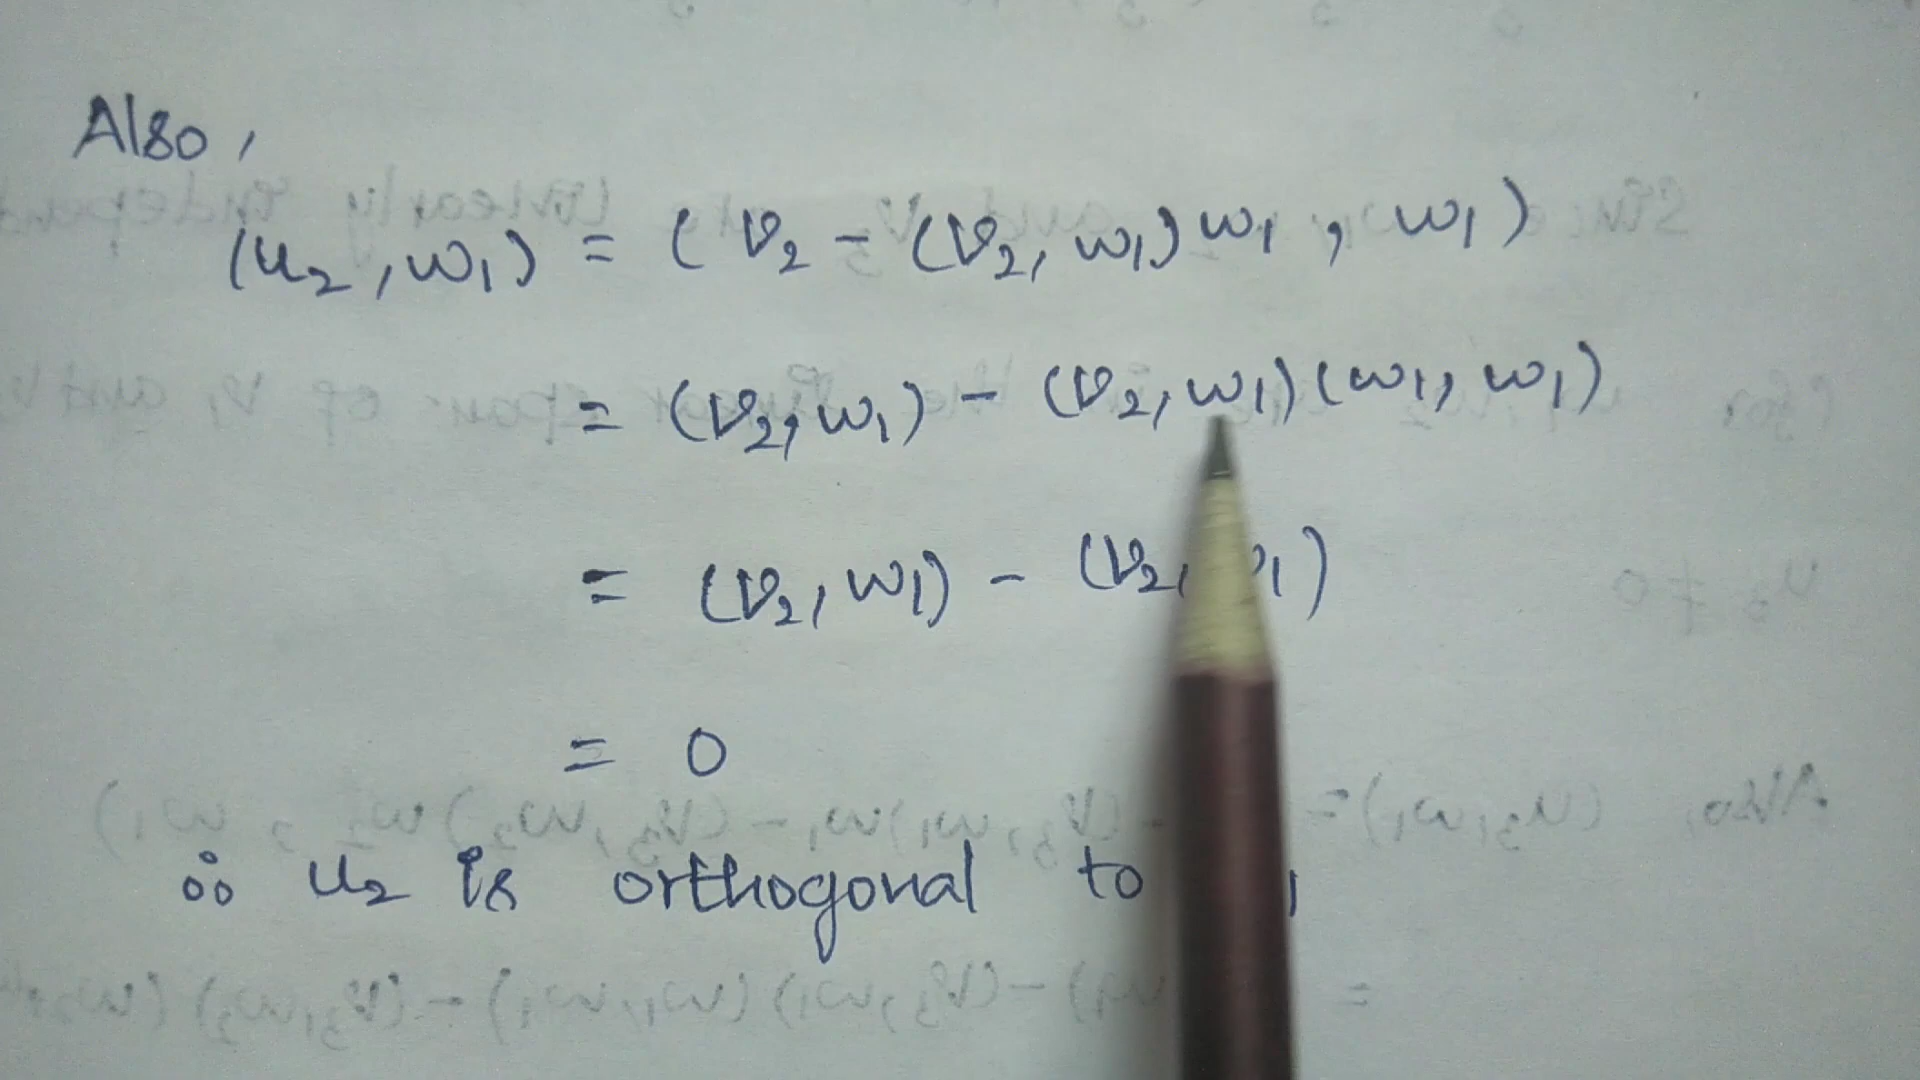 Also,
(u₂, w₁) = (v₂ - (v₂, w₁) w₁, w₁)
= (v₂, w₁) - (v₂, w₁)(w₁, w₁)
= (v₂, w₁) - (v₂,
= 0
∴ u₂ is orthogonal to